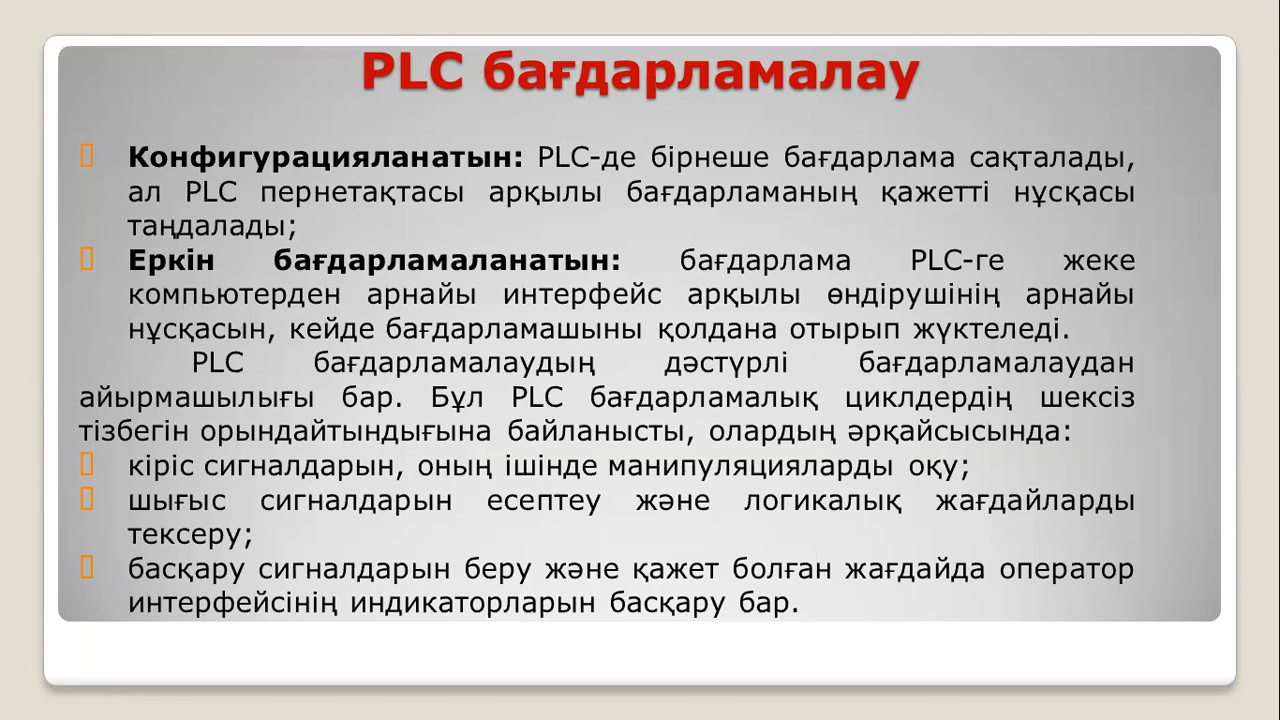 PLC бағдарламалау
Конфигурацияланатын: PLC-де бірнеше бағдарлама сақталады,
ал PLC пернетақтасы арқылы бағдарламаның қажетті нұсқасы
таңдалады;
Еркін бағдарламаланатын: бағдарлама PLC-ге жеке
компьютерден арнайы интерфейс арқылы өндірушінің арнайы
нұсқасын, кейде бағдарламашыны қолдана отырып жүктеледі.
PLC бағдарламалаудың дәстүрлі бағдарламалаудан
айырмашылығы бар. Бұл PLC бағдарламалық циклдердің шексіз
тізбегін орындайтындығына байланысты, олардың әрқайсысында:
кіріс сигналдарын, оның ішінде манипуляцияларды оқу;
шығыс сигналдарын есептеу және логикалық жағдайларды
тексеру;
басқару сигналдарын беру және қажет болған жағдайда оператор
интерфейсінің индикаторларын басқару бар.